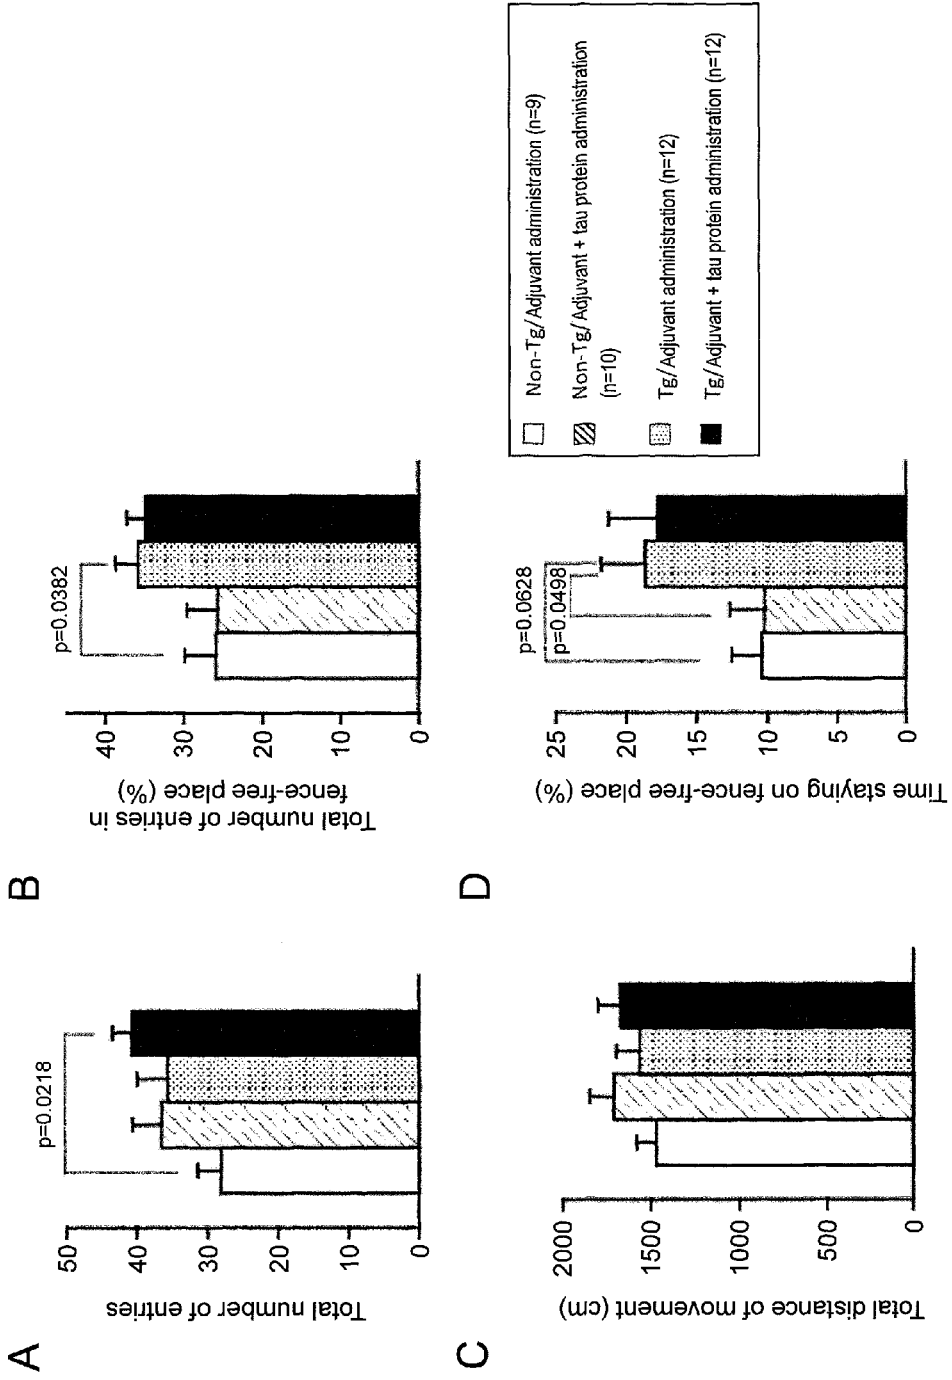 A
Total number of entries
50
40
30
20
10
0
p=0.0218
B
Total number of entries in
fence-free place (%)
40
30
20
10
0
p=0.0382
C
Total distance of movement (cm)
2000
1500
1000
500
0
D
Time staying on fence-free place (%)
25
20
15
10
5
0
p=0.0628
p=0.0498
Non-Tg/Adjuvant administration (n=9)
Non-Tg/Adjuvant + tau protein administration
(n=10)
Tg/Adjuvant administration (n=12)
Tg/Adjuvant + tau protein administration (n=12)